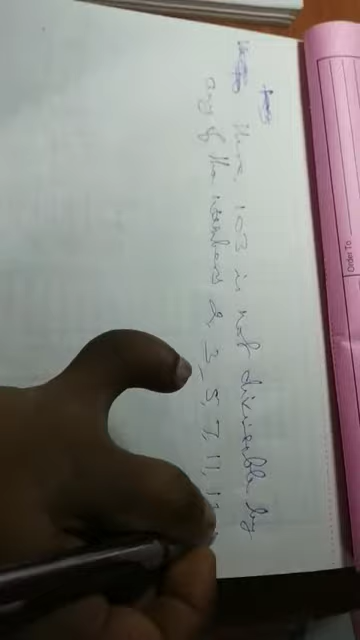 Here, 103 is not divisible by
any of the numbers 2, 3, 5, 7, 11,
Order To